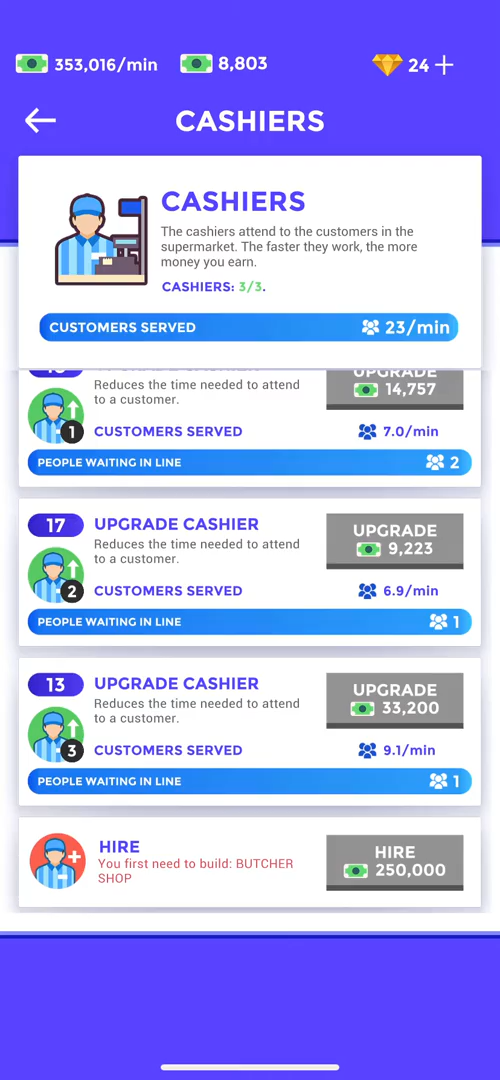 353,016/min
8,803
24
CASHIERS
CASHIERS
The cashiers attend to the customers in the
supermarket. The faster they work, the more
money you earn.
CASHIERS: 3/3.
CUSTOMERS SERVED
23/min
UPGRADE
14,757
Reduces the time needed to attend
to a customer.
1
CUSTOMERS SERVED
7.0/min
PEOPLE WAITING IN LINE
2
17
UPGRADE CASHIER
Reduces the time needed to attend
to a customer.
UPGRADE
9,223
2
CUSTOMERS SERVED
6.9/min
PEOPLE WAITING IN LINE
1
13
UPGRADE CASHIER
Reduces the time needed to attend
to a customer.
UPGRADE
33,200
3
CUSTOMERS SERVED
9.1/min
PEOPLE WAITING IN LINE
1
HIRE
You first need to build: BUTCHER
SHOP
HIRE
250,000